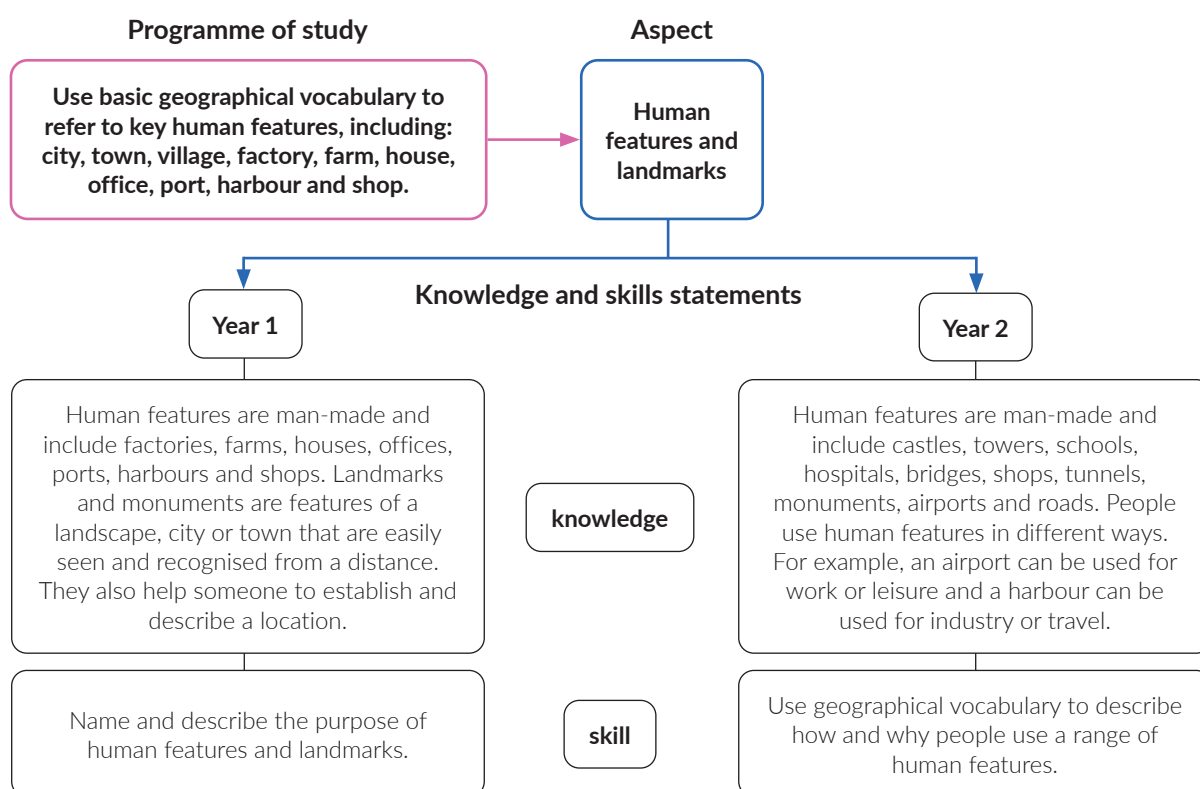 Programme of study
Aspect
Use basic geographical vocabulary to
refer to key human features, including:
city, town, village, factory, farm, house,
office, port, harbour and shop.
Human
features and
landmarks
Knowledge and skills statements
Year 1
Year 2
Human features are man-made and
include factories, farms, houses, offices,
ports, harbours and shops. Landmarks
and monuments are features of a
landscape, city or town that are easily
seen and recognised from a distance.
They also help someone to establish and
describe a location.
knowledge
Human features are man-made and
include castles, towers, schools,
hospitals, bridges, shops, tunnels,
monuments, airports and roads. People
use human features in different ways.
For example, an airport can be used for
work or leisure and a harbour can be
used for industry or travel.
Name and describe the purpose of
human features and landmarks.
skill
Use geographical vocabulary to describe
how and why people use a range of
human features.